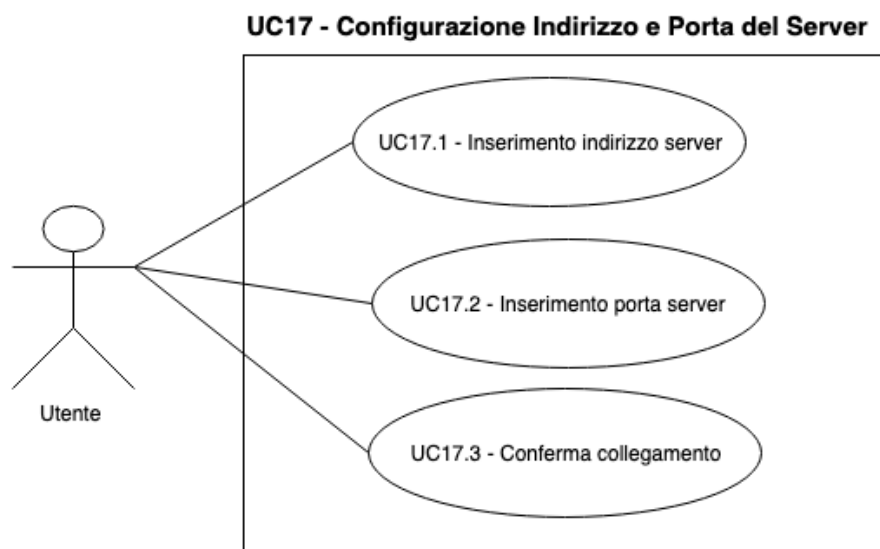 UC17 - Configurazione Indirizzo e Porta del Server
UC17.1 - Inserimento indirizzo server
UC17.2 - Inserimento porta server
Utente
UC17.3 - Conferma collegamento